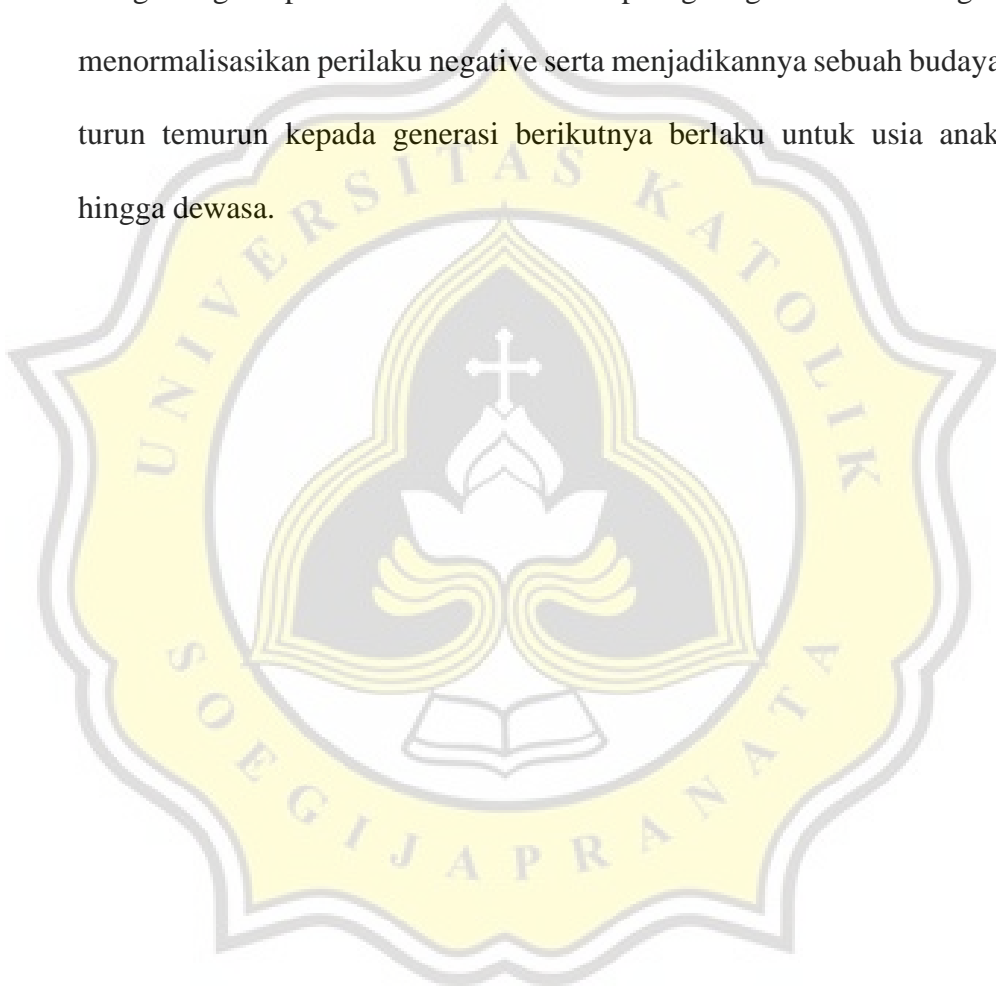 menormalisasikan perilaku negative serta menjadikannya sebuah budaya
turun temurun kepada generasi berikutnya berlaku untuk usia anak
hingga dewasa.
UNIVERSITAS KATOLIK
SOEGIJAPRANATA